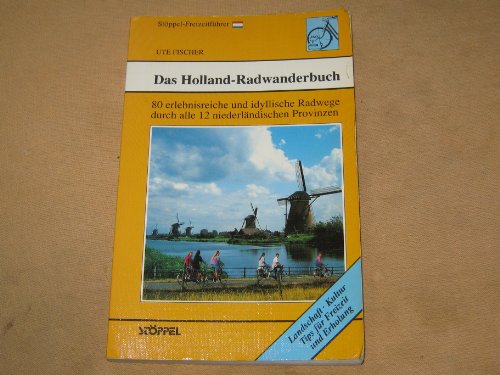 Stöppel-Freizeitführer
UTE FISCHER
Das Holland-Radwanderbuch
80 erlebnisreiche und idyllische Radwege
durch alle 12 niederländischen Provinzen
Landschaft · Kultur
Tips für Freizeit
und Erholung
STÖPPEL